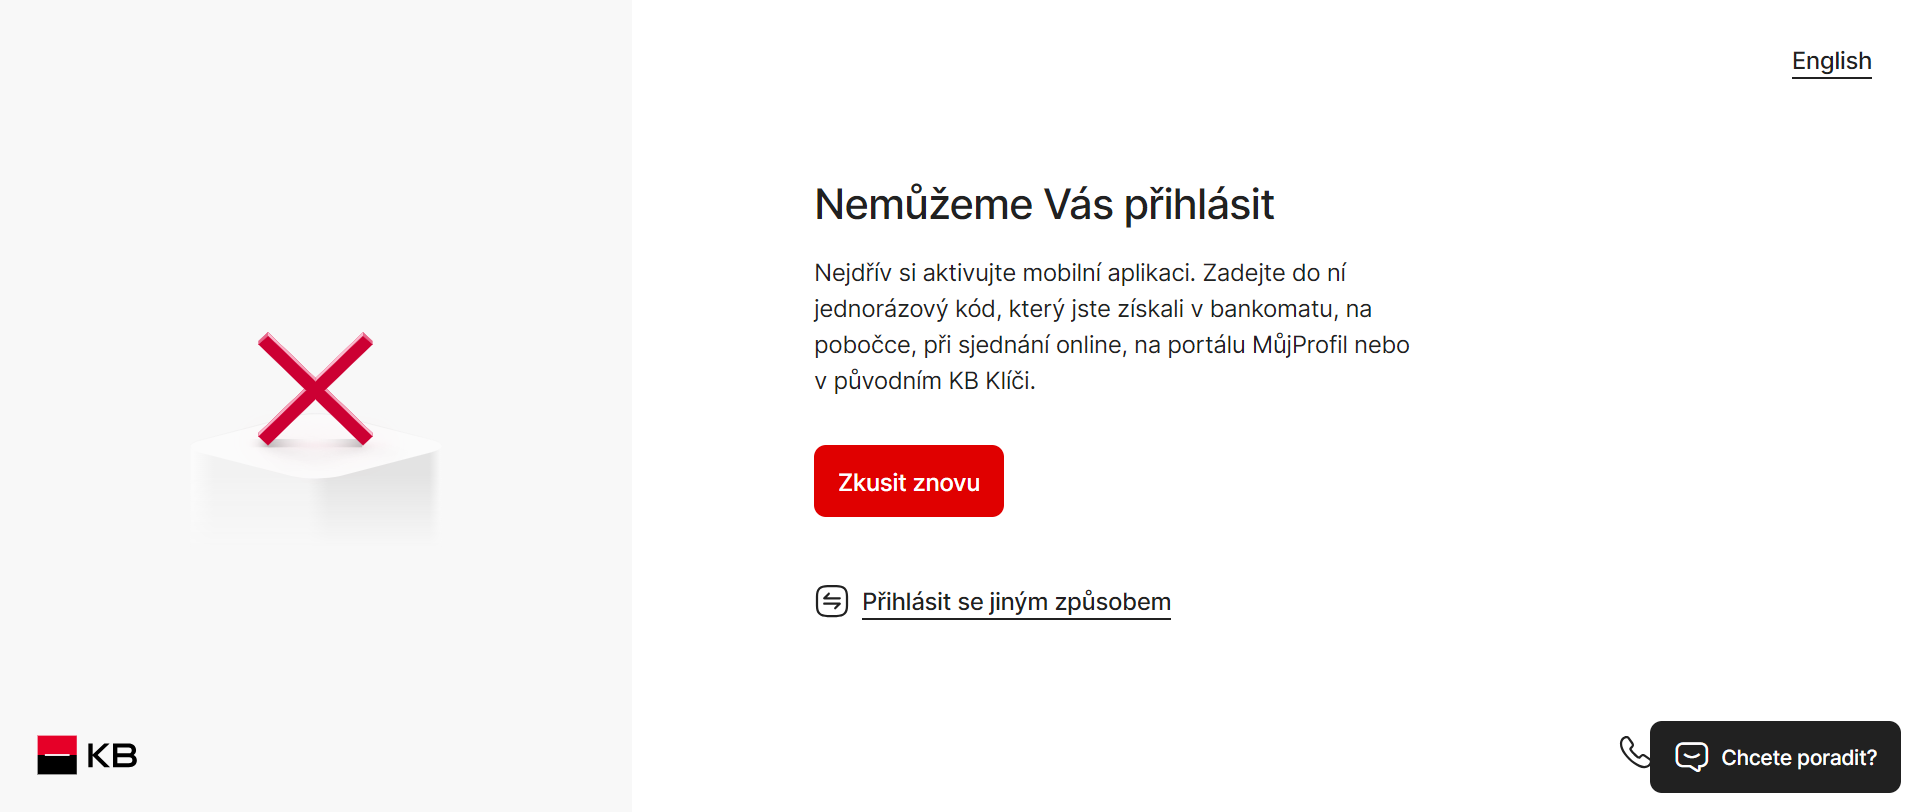 English
Nemůžeme Vás přihlásit
Nejdřív si aktivujte mobilní aplikaci. Zadejte do ní
jednorázový kód, který jste získali v bankomatu, na
pobočce, při sjednání online, na portálu MůjProfil nebo
v původním KB Klíči.
Zkusit znovu
Přihlásit se jiným způsobem
KB
Chcete poradit?